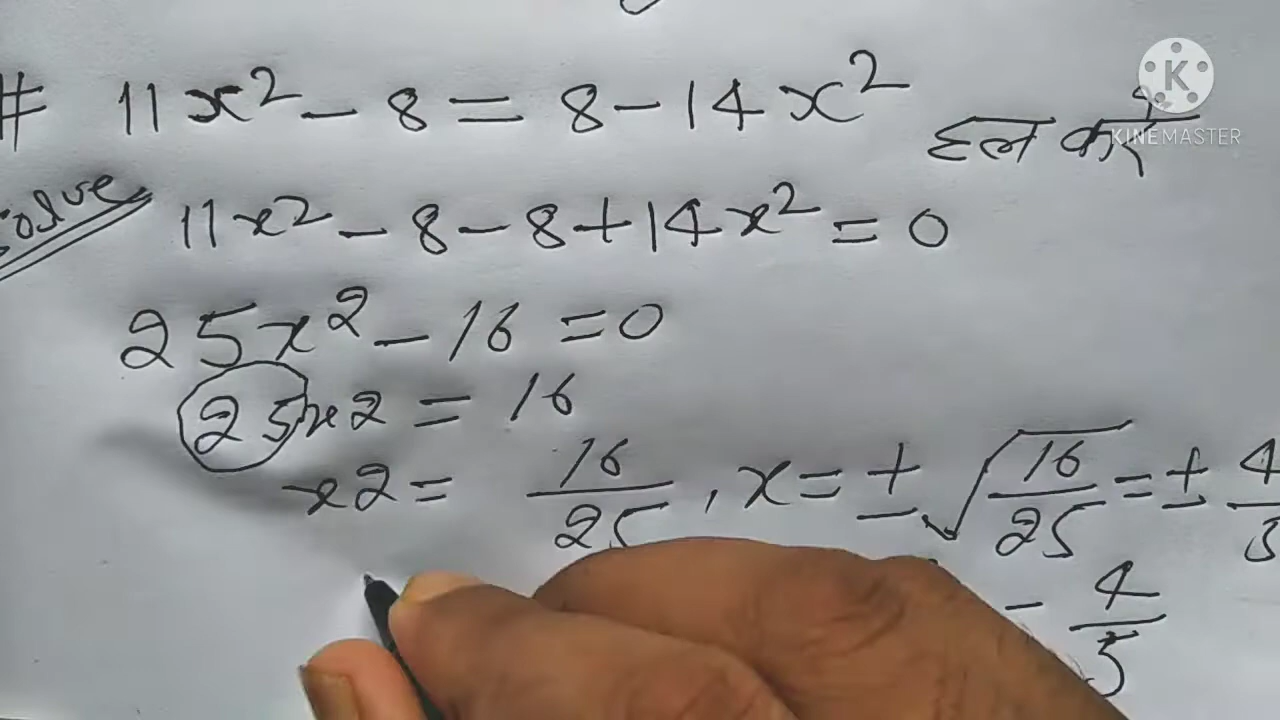 # 11x² - 8 = 8 - 14x² हल करें
K
KINEMASTER
Solve
11x² - 8 - 8 + 14x² = 0
25x² - 16 = 0
25x2 = 16
x2 = 16/25 , x = ± √16/25 = ± 4/5
- 4/5